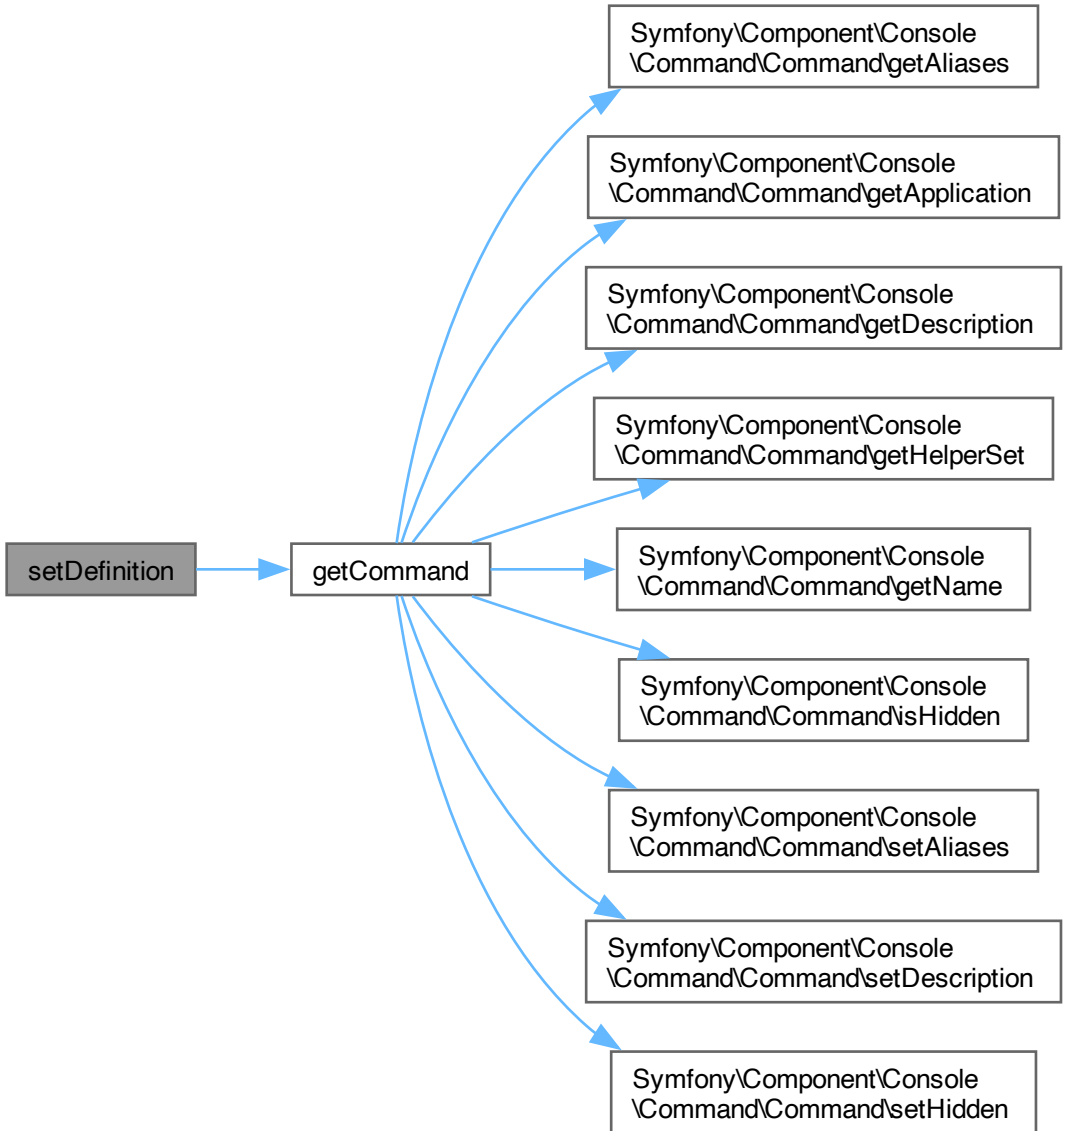 Symfony\Component\Console
\Command\Command\getAliases
Symfony\Component\Console
\Command\Command\getApplication
Symfony\Component\Console
\Command\Command\getDescription
Symfony\Component\Console
\Command\Command\getHelperSet
setDefinition
getCommand
Symfony\Component\Console
\Command\Command\getName
Symfony\Component\Console
\Command\Command\isHidden
Symfony\Component\Console
\Command\Command\setAliases
Symfony\Component\Console
\Command\Command\setDescription
Symfony\Component\Console
\Command\Command\setHidden